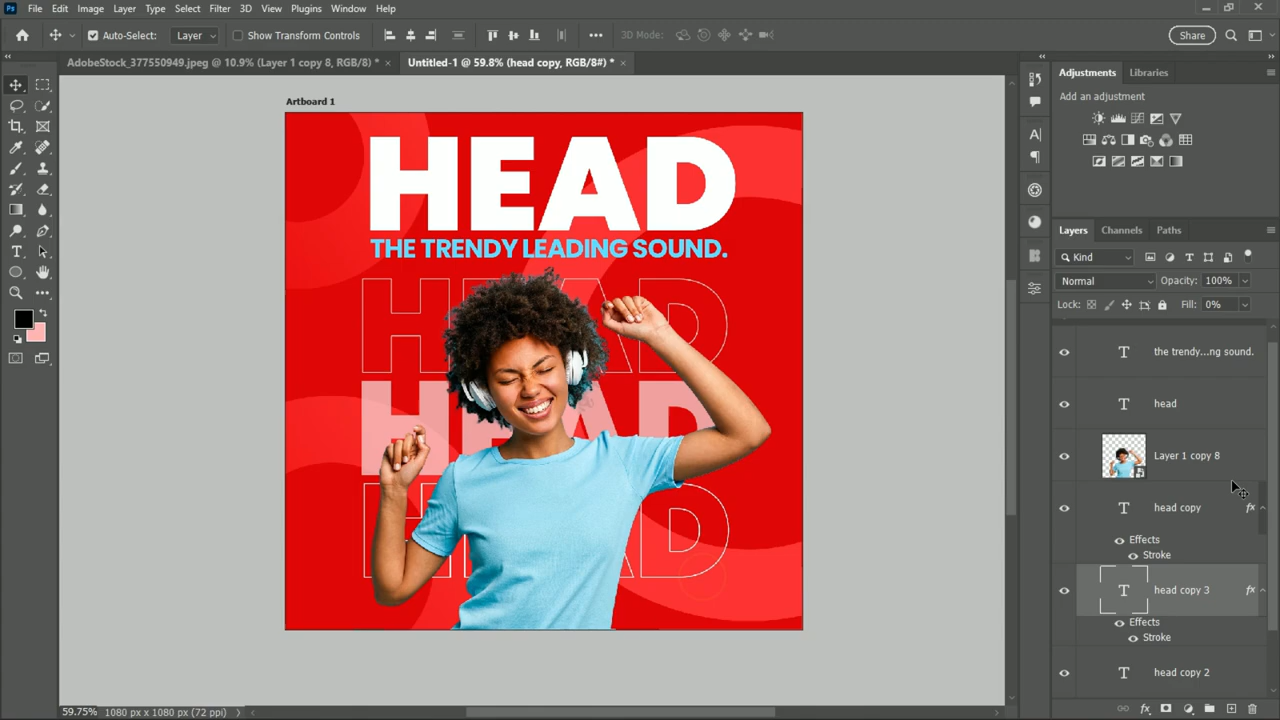 Ps File Edit Image Layer Type Select Filter 3D View Plugins Window Help
Auto-Select: Layer Show Transform Controls 3D Mode: Share
AdobeStock_377550949.jpeg @ 10.9% (Layer 1 copy 8, RGB/8) * × Untitled-1 @ 59.8% (head copy, RGB/8#) * ×
Artboard 1
HEAD
THE TRENDY LEADING SOUND.
HEAD
HEAD
HEAD
59.75% 1080 px x 1080 px (72 ppi)
Adjustments Libraries
Add an adjustment
Layers Channels Paths
Kind
Normal Opacity: 100%
Lock: Fill: 0%
T the trendy...ng sound.
T head
Layer 1 copy 8
T head copy fx
Effects
Stroke
T head copy 3 fx
Effects
Stroke
T head copy 2
fx